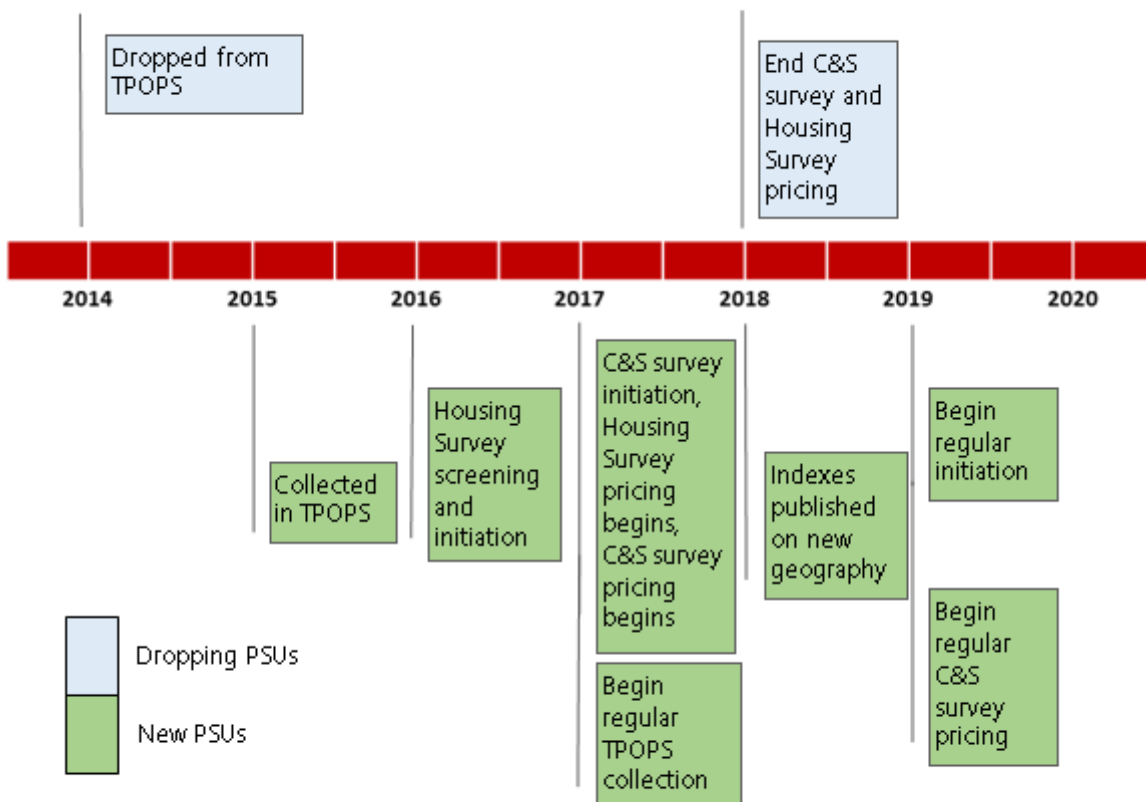 Dropped from
TPOPS
End C&S
survey and
Housing
Survey
pricing
2014
2015
2016
2017
2018
2019
2020
Collected
in TPOPS
Housing
Survey
screening
and
initiation
C&S survey
initiation,
Housing
Survey
pricing
begins,
C&S survey
pricing
begins
Begin
regular
TPOPS
collection
Indexes
published
on new
geography
Begin
regular
initiation
Begin
regular
C&S
survey
pricing
Dropping PSUs
New PSUs